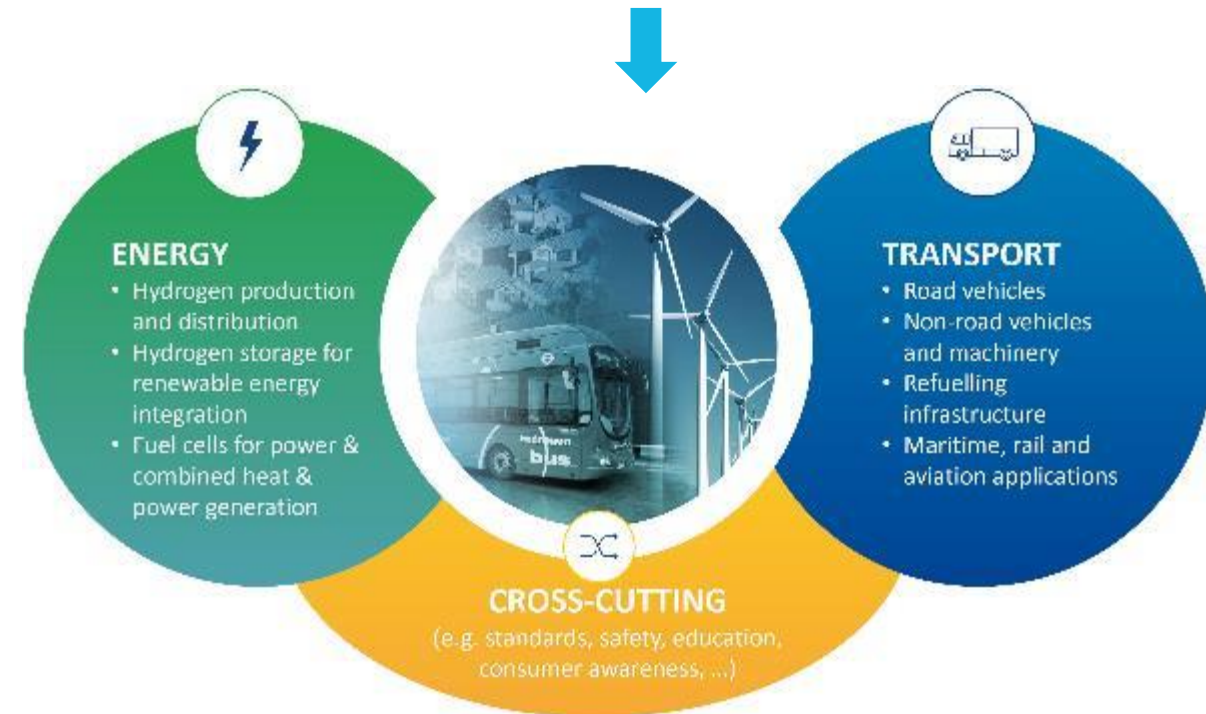 ENERGY
• Hydrogen production
and distribution
• Hydrogen storage for
renewable energy
integration
• Fuel cells for power &
combined heat &
power generation
hydrogen
bus
TRANSPORT
• Road vehicles
• Non-road vehicles
and machinery
• Refuelling
infrastructure
• Maritime, rail and
aviation applications
CROSS-CUTTING
(e.g. standards, safety, education,
consumer awareness, ...)